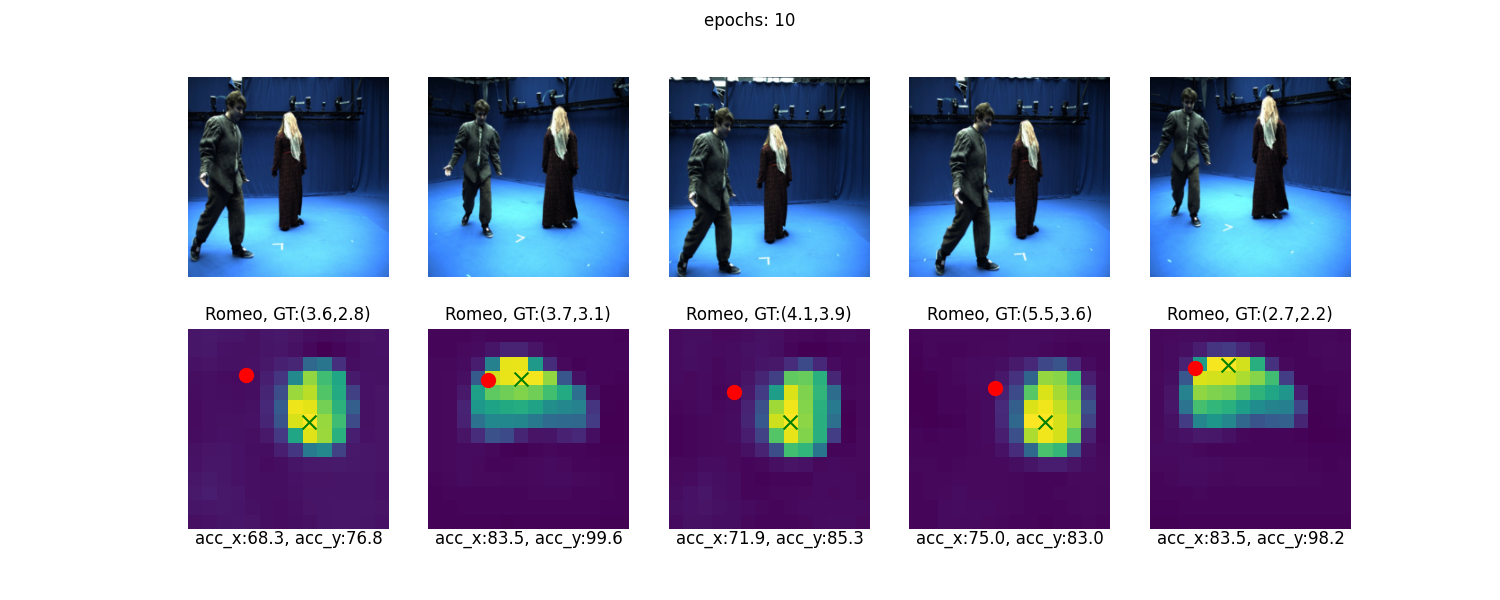 epochs: 10
Romeo, GT:(3.6,2.8)
Romeo, GT:(3.7,3.1)
Romeo, GT:(4.1,3.9)
Romeo, GT:(5.5,3.6)
Romeo, GT:(2.7,2.2)
acc_x:68.3, acc_y:76.8
acc_x:83.5, acc_y:99.6
acc_x:71.9, acc_y:85.3
acc_x:75.0, acc_y:83.0
acc_x:83.5, acc_y:98.2